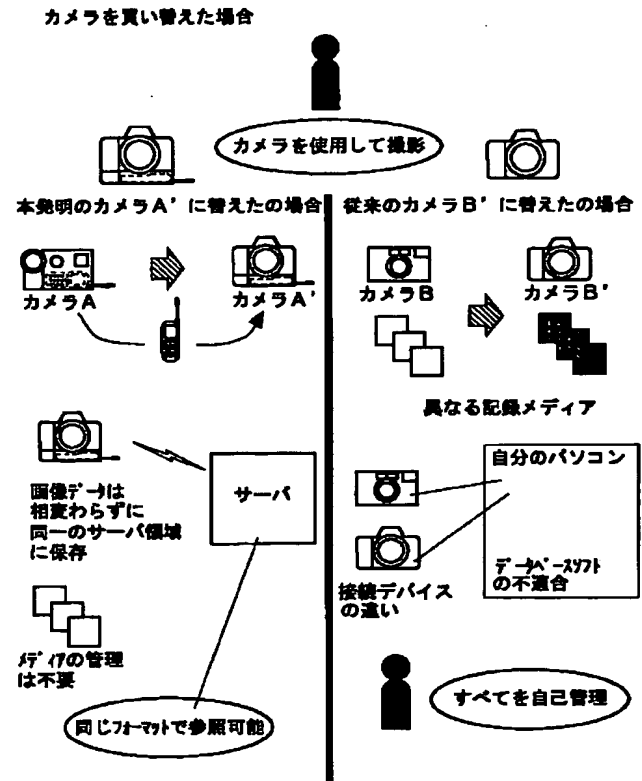 カメラを買い替えた場合
カメラを使用して撮影
本発明のカメラA'に替えたの場合
カメラA
カメラA'
画像データは
相変わらずに
同一のサーバ領域
に保存
サーバ
メディアの管理
は不要
同じフォーマットで参照可能
従来のカメラB'に替えたの場合
カメラB
カメラB'
異なる記録メディア
自分のパソコン
データベースソフト
の不適合
接続デバイス
の違い
すべてを自己管理